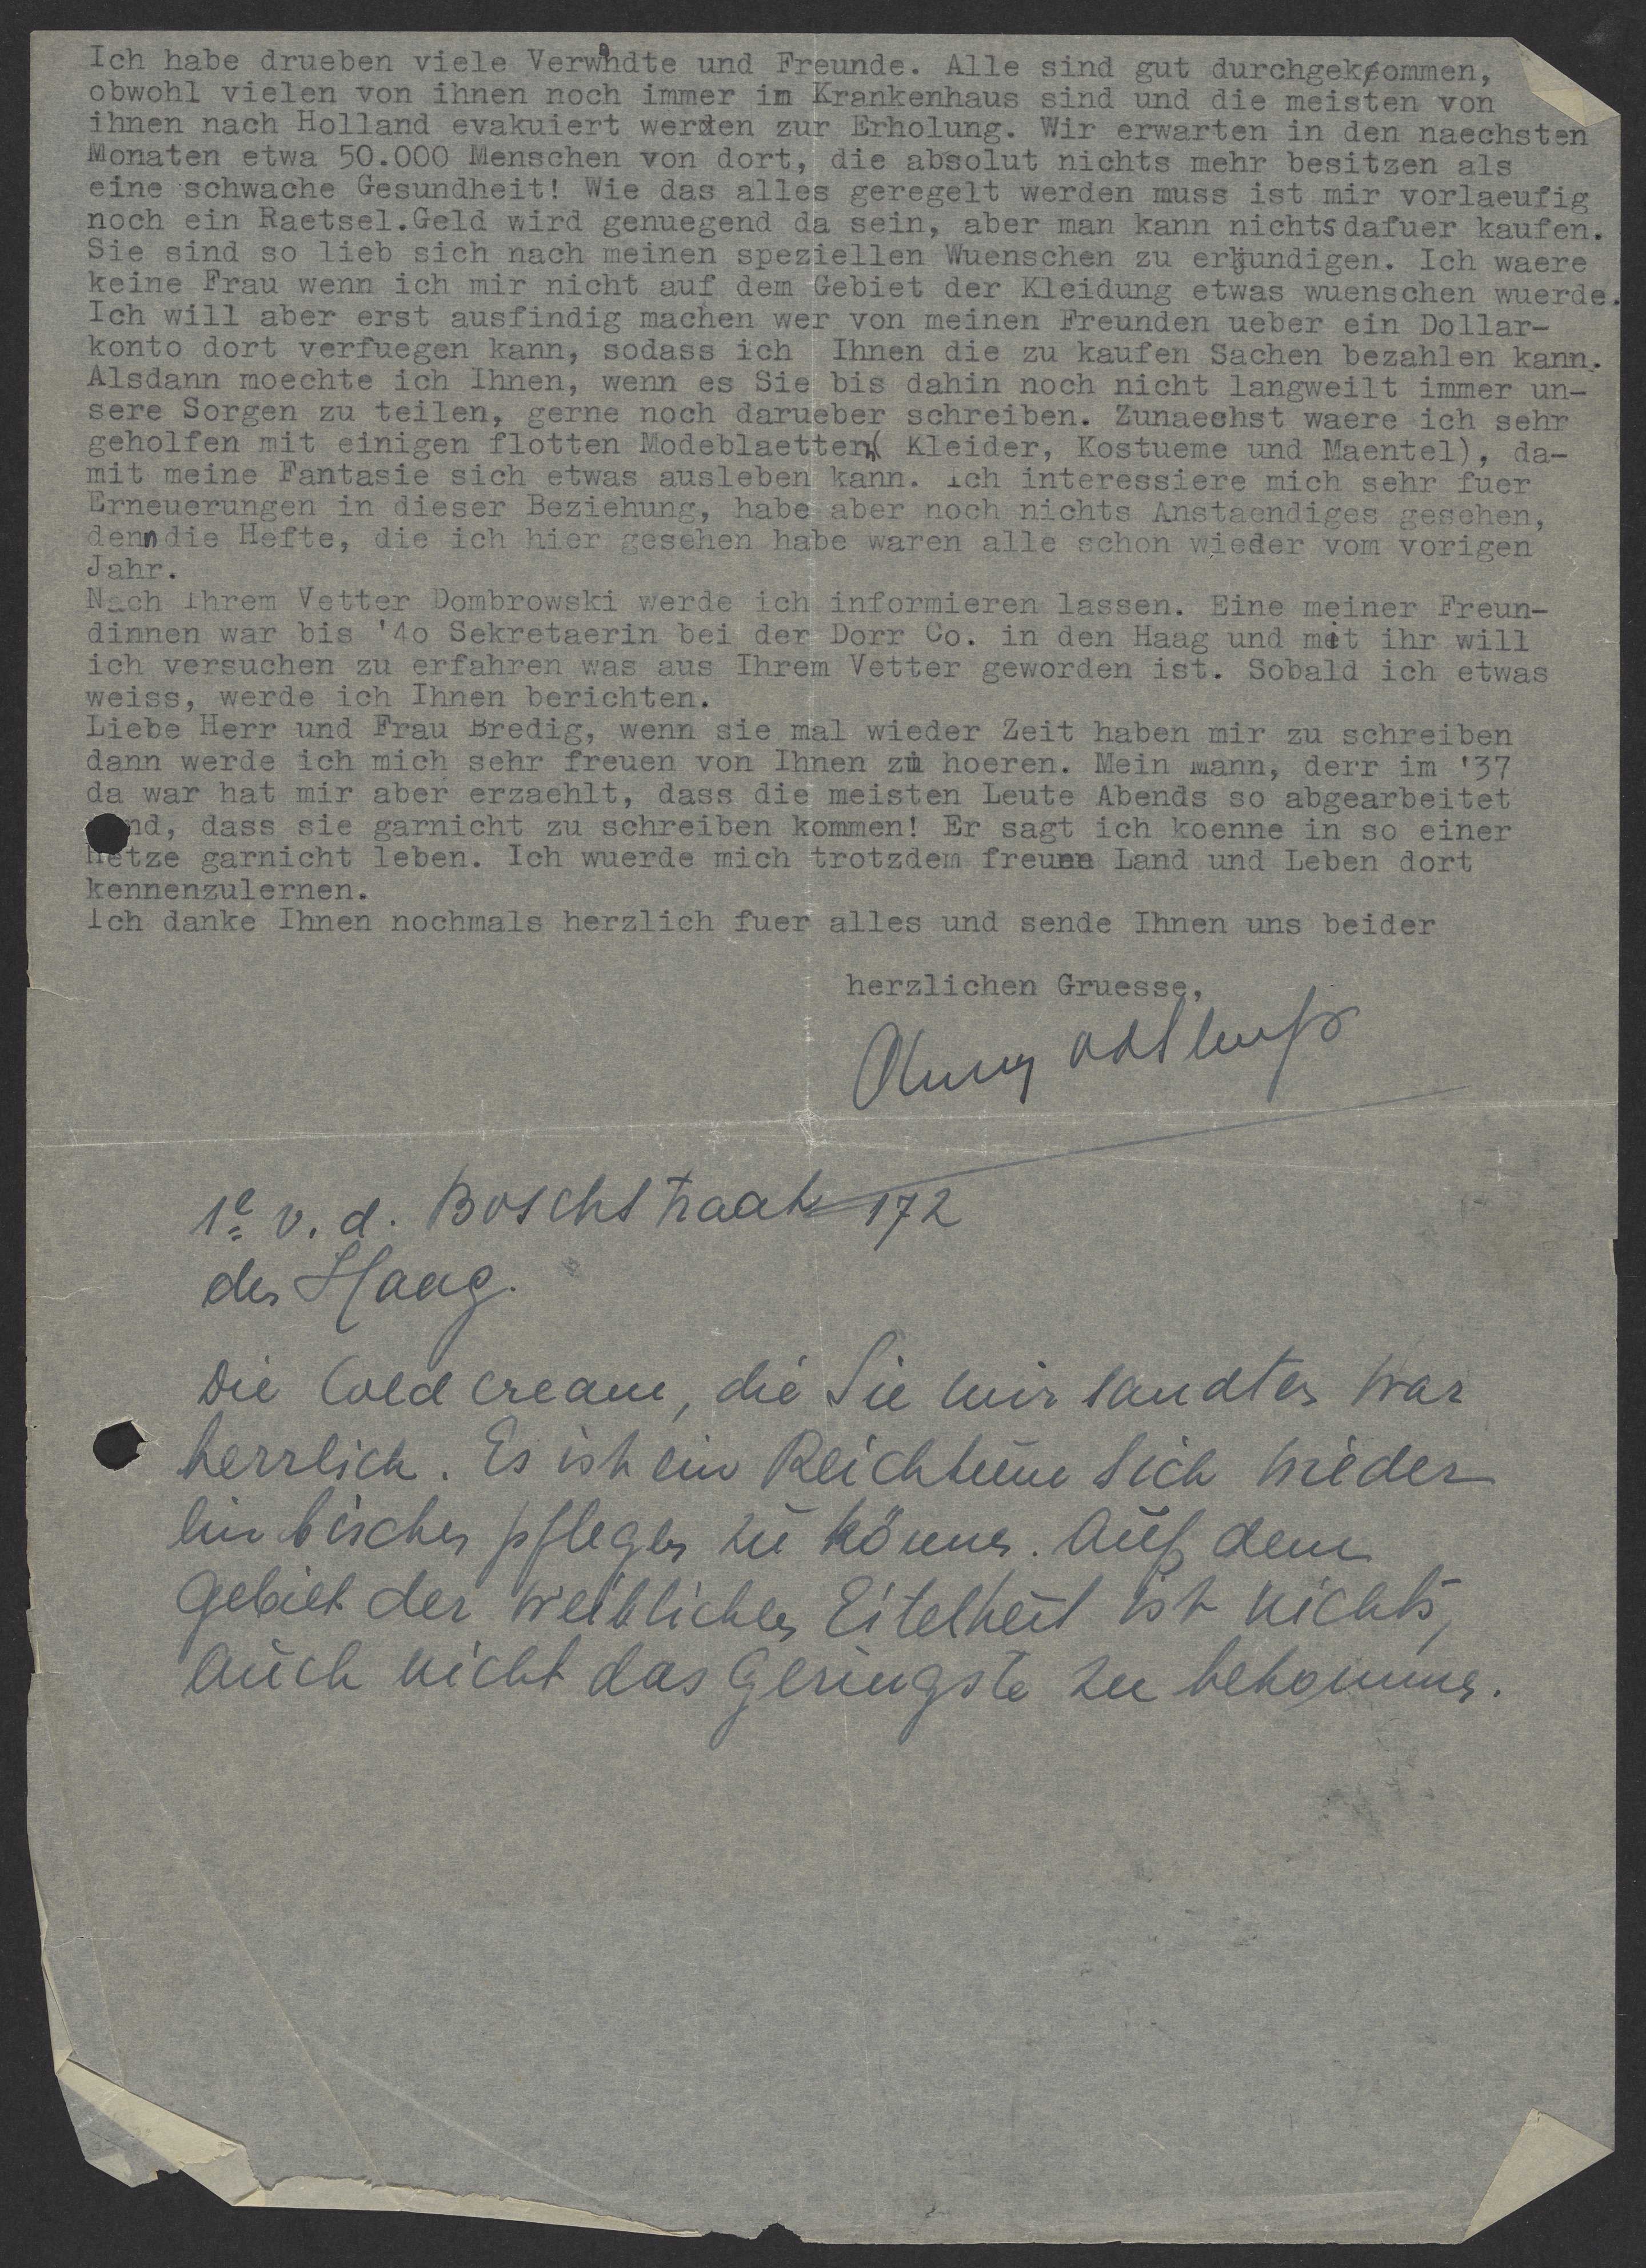 Ich habe drueben viele Verwandte und Freunde. Alle sind gut durchgekommen,
obwohl vielen von ihnen noch immer im Krankenhaus sind und die meisten von
ihnen nach Holland evakuiert werden zur Erholung. Wir erwarten in den naechsten
Monaten etwa 50.000 Menschen von dort, die absolut nichts mehr besitzen als
eine schwache Gesundheit! Wie das alles geregelt werden muss ist mir vorlaeufig
noch ein Raetsel.Geld wird genuegend da sein, aber man kann nichts dafuer kaufen.
Sie sind so lieb sich nach meinen speziellen Wuenschen zu erkundigen. Ich waere
keine Frau wenn ich mir nicht auf dem Gebiet der Kleidung etwas wuenschen wuerde.
Ich will aber erst ausfindig machen wer von meinen Freunden ueber ein Dollar-
konto dort verfuegen kann, sodass ich Ihnen die zu kaufen Sachen bezahlen kann.
Alsdann moechte ich Ihnen, wenn es Sie bis dahin noch nicht langweilt immer un-
sere Sorgen zu teilen, gerne noch darueber schreiben. Zunaechst waere ich sehr
geholfen mit einigen flotten Modeblaettern( Kleider, Kostueme und Maentel), da-
mit meine Fantasie sich etwas ausleben kann. Ich interessiere mich sehr fuer
Erneuerungen in dieser Beziehung, habe aber noch nichts Anstaendiges gesehen,
denn die Hefte, die ich hier gesehen habe waren alle schon wieder vom vorigen
Jahr.
Nach Ihrem Vetter Dombrowski werde ich informieren lassen. Eine meiner Freun-
dinnen war bis '4o Sekretaerin bei der Dorr Co. in den Haag und mit ihr will
ich versuchen zu erfahren was aus Ihrem Vetter geworden ist. Sobald ich etwas
weiss, werde ich Ihnen berichten.
Liebe Herr und Frau Bredig, wenn sie mal wieder Zeit haben mir zu schreiben
dann werde ich mich sehr freuen von Ihnen zu hoeren. Mein Mann, derr im '37
da war hat mir aber erzaehlt, dass die meisten Leute Abends so abgearbeitet
nd, dass sie garnicht zu schreiben kommen! Er sagt ich koenne in so einer
Hetze garnicht leben. Ich wuerde mich trotzdem freuen Land und Leben dort
kennenzulernen.
Ich danke Ihnen nochmals herzlich fuer alles und sende Ihnen uns beider
herzlichen Gruesse,
1e v. d. Boschstraat 172
den Haag.
Die Coldcream, die Sie mir sandten war
herrlich. Es ist ein Reichtum sich wieder
ein bischen pflegen zu können. Auf dem
Gebiet der weiblichen Eitelheit ist nichts,
auch nicht das Geringste zu bekommen.